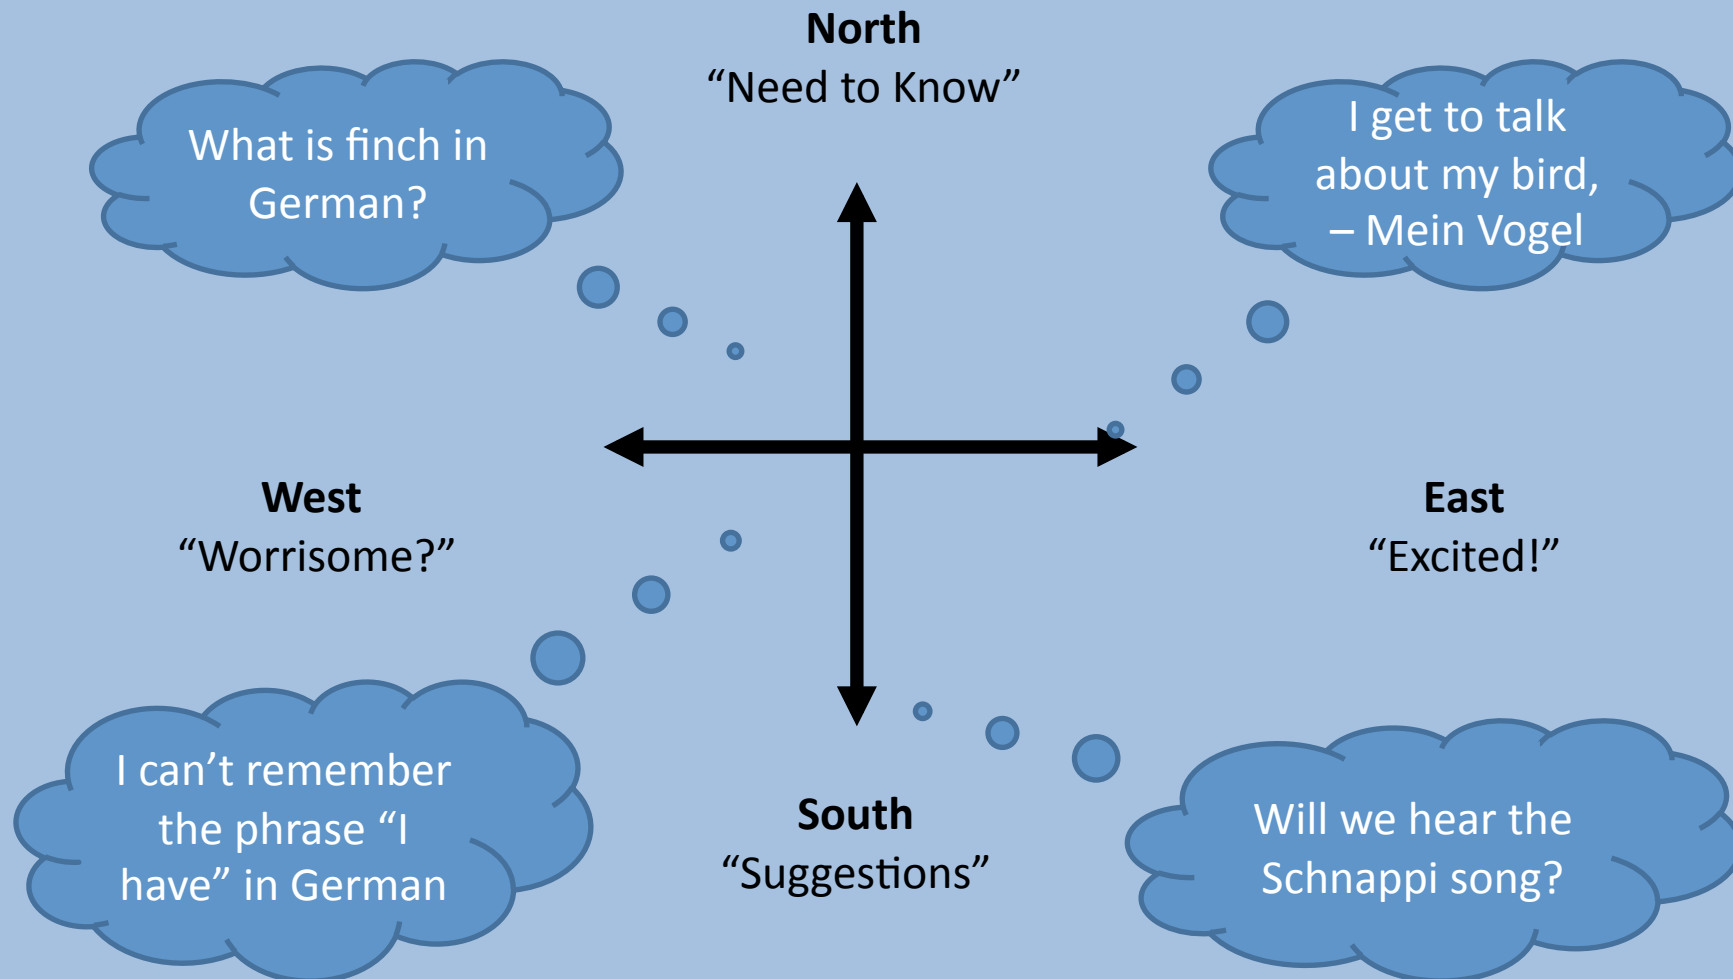 North
“Need to Know”
What is finch in
German?
I get to talk
about my bird,
– Mein Vogel
West
“Worrisome?”
East
“Excited!”
I can’t remember
the phrase “I
have” in German
South
“Suggestions”
Will we hear the
Schnappi song?